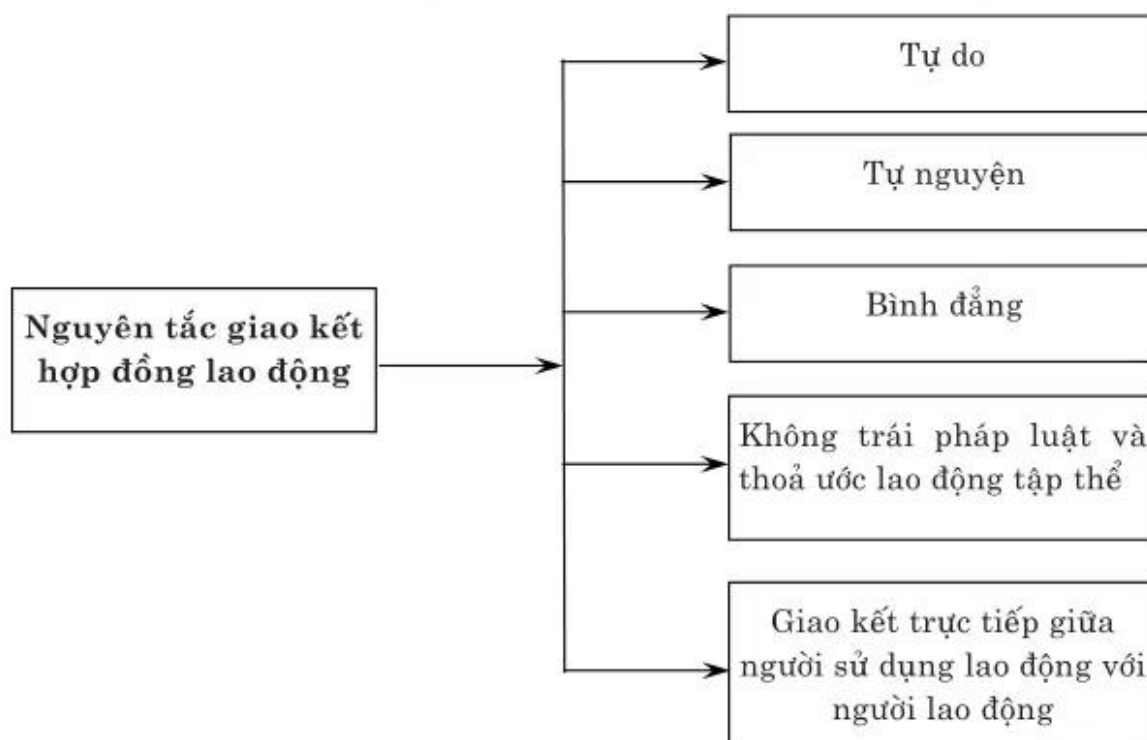 Nguyên tắc giao kết
hợp đồng lao động
Tự do
Tự nguyện
Bình đẳng
Không trái pháp luật và
thoả ước lao động tập thể
Giao kết trực tiếp giữa
người sử dụng lao động với
người lao động